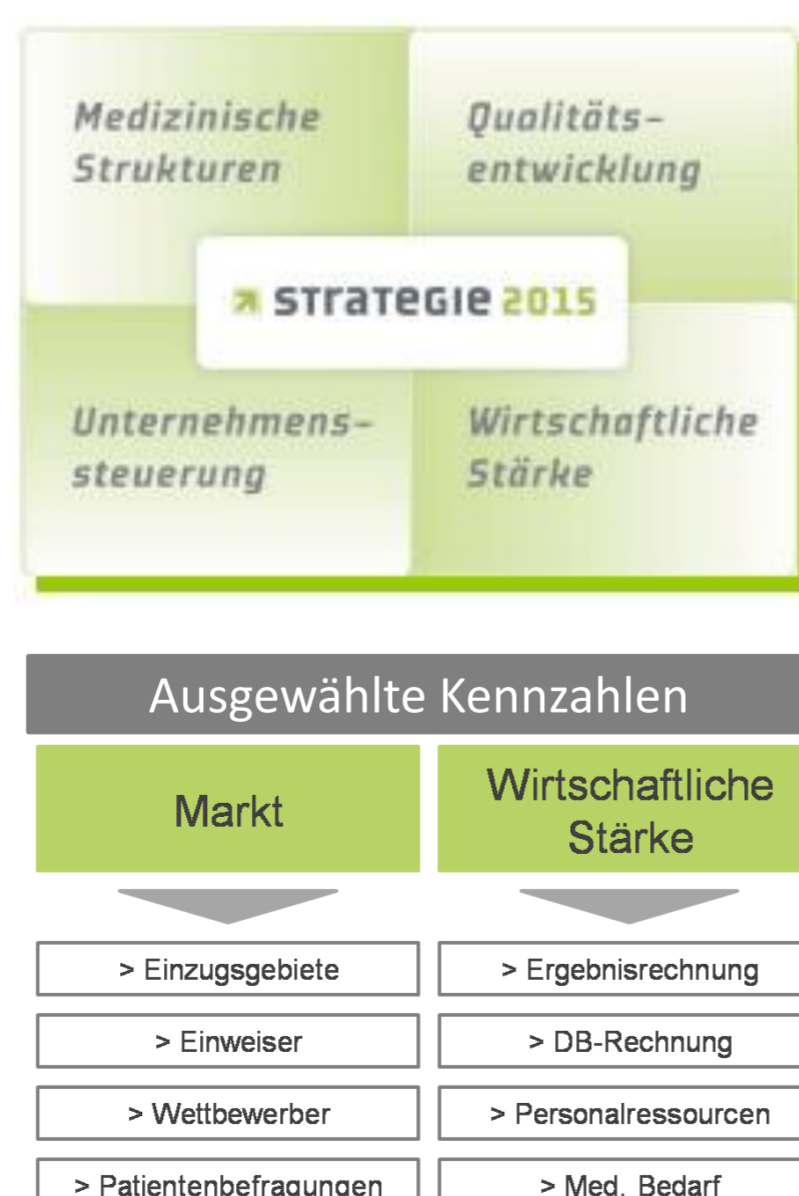 Medizinische
Strukturen
Qualitäts-
entwicklung
strategie 2015
Unternehmens-
steuerung
Wirtschaftliche
Stärke
Ausgewählte Kennzahlen
Markt
Wirtschaftliche
Stärke
> Einzugsgebiete
> Ergebnisrechnung
> Einweiser
> DB-Rechnung
> Wettbewerber
> Personalressourcen
> Patientenbefragungen
> Med. Bedarf